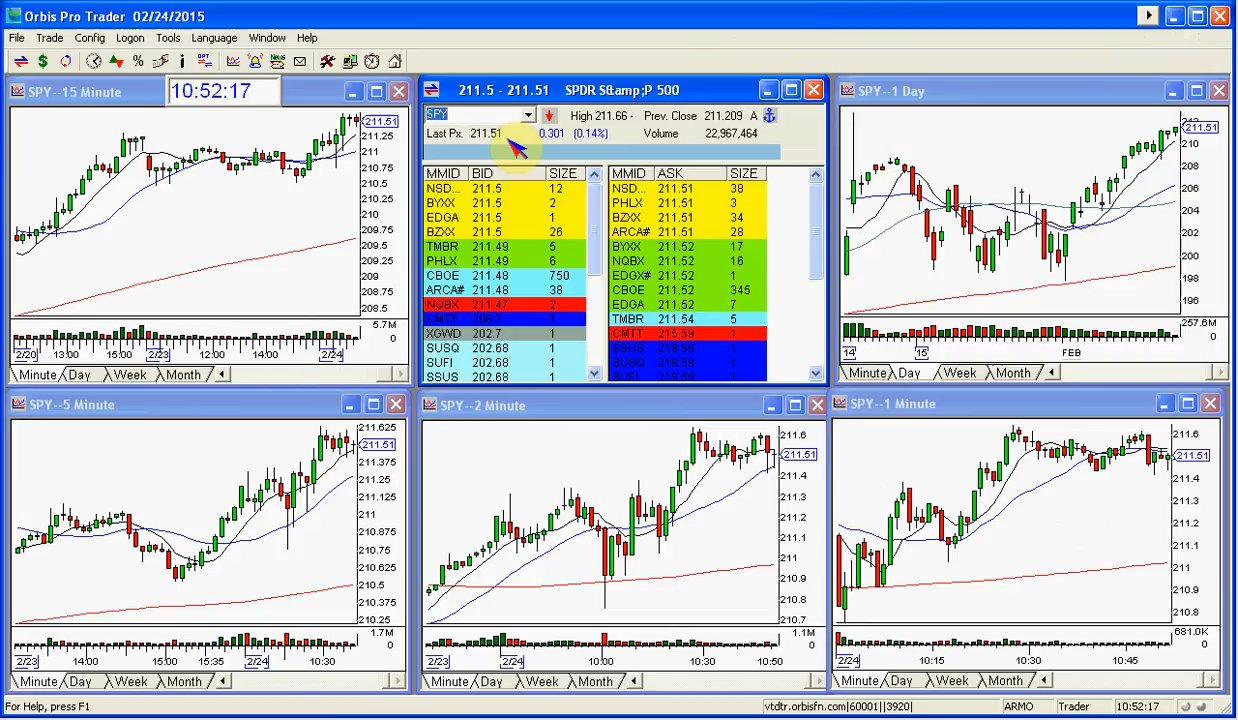 Orbis Pro Trader 02/24/2015
File Trade Config Logon Tools Language Window Help
SPY--15 Minute
10:52:17
211.51
211.25
210.75
210.5
210.25
210
209.75
209.5
209.25
209
208.75
208.5
5.7M
0
2/20 13:00 15:00 2/23 12:00 14:00 2/24
Minute Day Week Month
211.5 - 211.51 SPDR S&amp;P 500
SPY High 211.66 - Prev. Close 211.209 A
Last Px. 211.51 0.301 (0.14%) Volume 22,967,464
MMID BID SIZE MMID ASK SIZE
NSD... 211.5 12 NSD... 211.51 38
BYXX 211.5 2 PHLX 211.51 3
EDGA 211.5 1 BZXX 211.51 34
BZXX 211.5 26 ARCA# 211.51 28
TMBR 211.49 5 BYXX 211.52 17
PHLX 211.49 6 NQBX 211.52 16
CBOE 211.48 750 EDGX# 211.52 1
ARCA# 211.48 38 CBOE 211.52 345
NQBX 211.47 2 EDGA 211.52 7
CMTT 206.7 1 TMBR 211.54 5
XGWD 202.7 1 CMTT 215.59 1
SUSQ 202.68 1 SSUS 219.59 1
SUFI 202.68 1 SUSQ 219.59 1
SSUS 202.68 1 SUFI 219.59 1
SPY--1 Day
211.51
210
208
206
204
202
200
198
196
257.6M
0
14' 15' FEB
Minute Day Week Month
SPY--5 Minute
211.625
211.51
211.375
211.25
211.125
211
210.875
210.75
210.625
210.5
210.375
210.25
1.7M
0
2/23 14:00 15:00 15:35 2/24 10:30
Minute Day Week Month
SPY--2 Minute
211.6
211.51
211.4
211.3
211.2
211.1
211
210.9
210.8
210.7
1.1M
0
2/23 2/24 10:00 10:30 10:50
Minute Day Week Month
SPY--1 Minute
211.6
211.51
211.4
211.3
211.2
211.1
211
210.9
210.8
681.0K
0
2/24 10:15 10:30 10:45
Minute Day Week Month
For Help, press F1 vtdtr.orbisfn.com|60001||3920| ARMO Trader 10:52:17